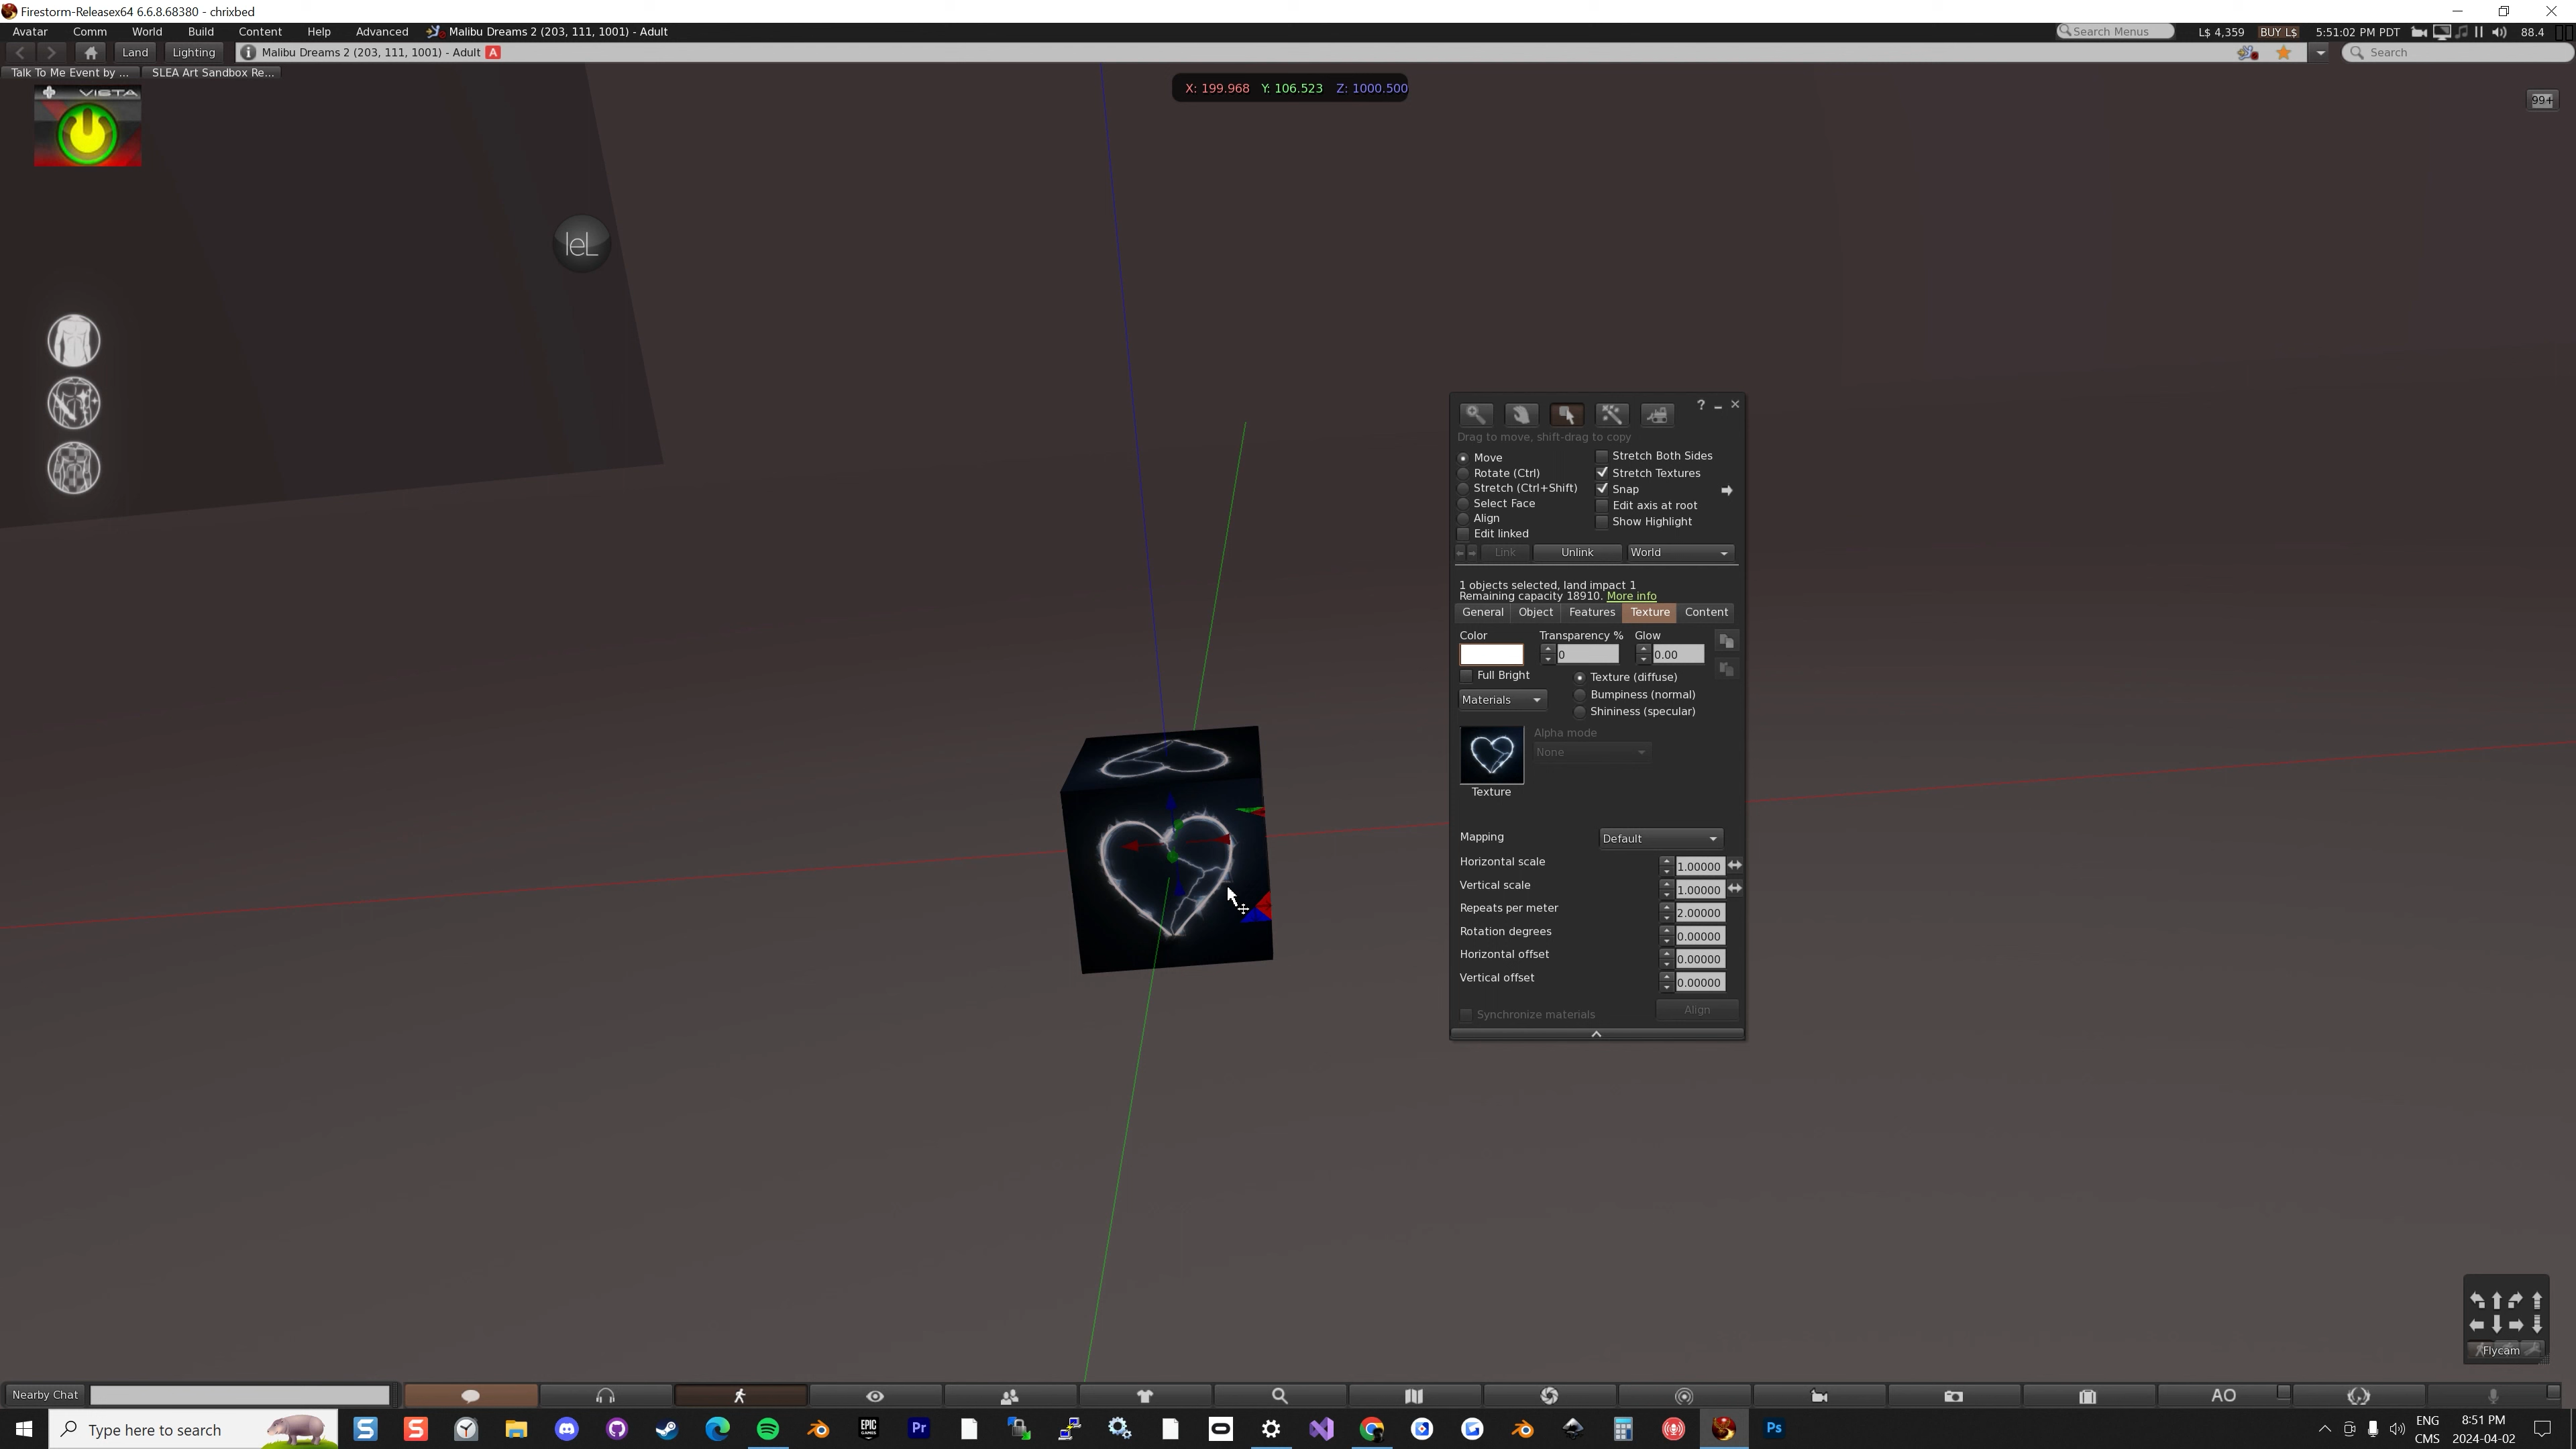 Firestorm-Releasex64 6.6.8.68380 - chrixbed
Avatar Comm World Build Content Help Advanced Malibu Dreams 2 (203, 111, 1001) - Adult Search Menus L$ 4,359 BUY L$ 5:51:02 PM PDT 88.4
Land Lighting Malibu Dreams 2 (203, 111, 1001) - Adult A Search
Talk To Me Event by ... SLEA Art Sandbox Re...
VISTA
X: 199.968 Y: 106.523 Z: 1000.500
99+
leL
?
Drag to move, shift-drag to copy
Move
Rotate (Ctrl)
Stretch (Ctrl+Shift)
Select Face
Align
Edit linked
Stretch Both Sides
Stretch Textures
Snap
Edit axis at root
Show Highlight
Link Unlink World
1 objects selected, land impact 1
Remaining capacity 18910. More info
General Object Features Texture Content
Color Transparency % Glow
0 0.00
Full Bright
Texture (diffuse)
Materials
Bumpiness (normal)
Shininess (specular)
Alpha mode
None
Texture
Mapping Default
Horizontal scale 1.00000
Vertical scale 1.00000
Repeats per meter 2.00000
Rotation degrees 0.00000
Horizontal offset 0.00000
Vertical offset 0.00000
Synchronize materials Align
Flycam
Nearby Chat AO
Type here to search S S EPIC GAMES Pr Ps ENG CMS 8:51 PM 2024-04-02